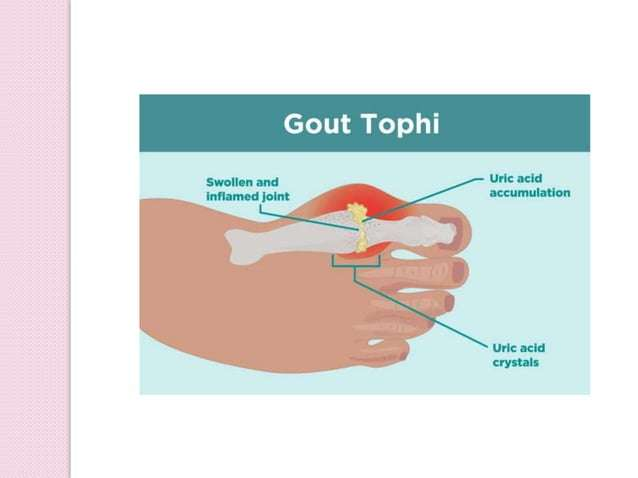 Gout Tophi
Swollen and
inflamed joint
Uric acid
accumulation
Uric acid
crystals